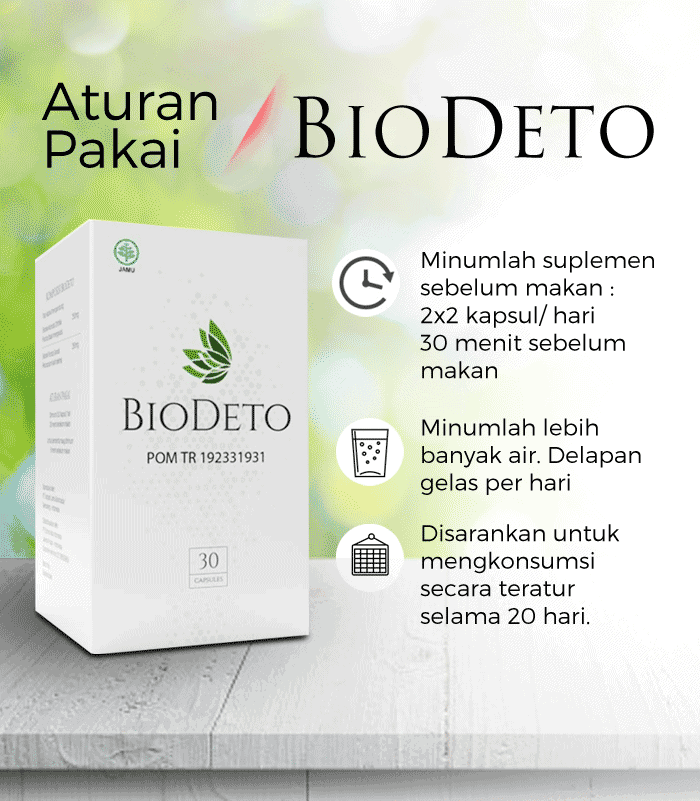 Aturan
Pakai
BIODETO
JAMU
BIODETO
POM TR 192331931
30
CAPSULES
Minumlah suplemen
sebelum makan :
2x2 kapsul/ hari
30 menit sebelum
makan
Minumlah lebih
banyak air. Delapan
gelas per hari
Disarankan untuk
mengkonsumsi
secara teratur
selama 20 hari.